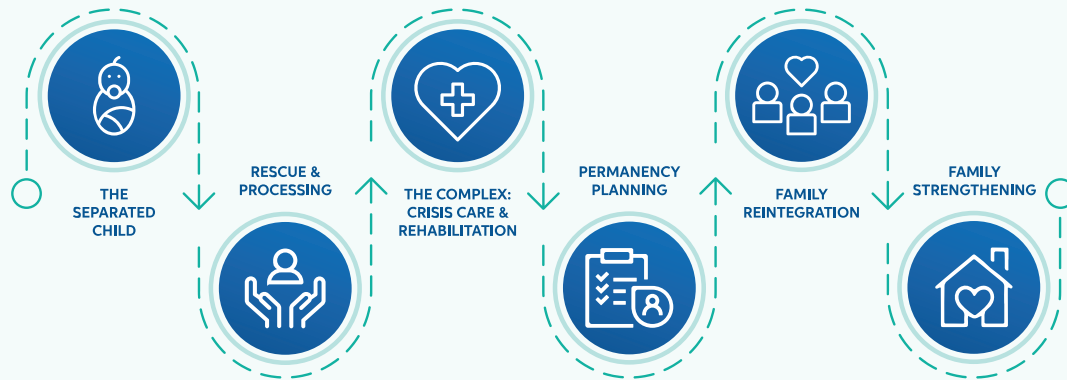 THE
SEPARATED
CHILD
RESCUE &
PROCESSING
THE COMPLEX:
CRISIS CARE &
REHABILITATION
PERMANENCY
PLANNING
FAMILY
REINTEGRATION
FAMILY
STRENGTHENING